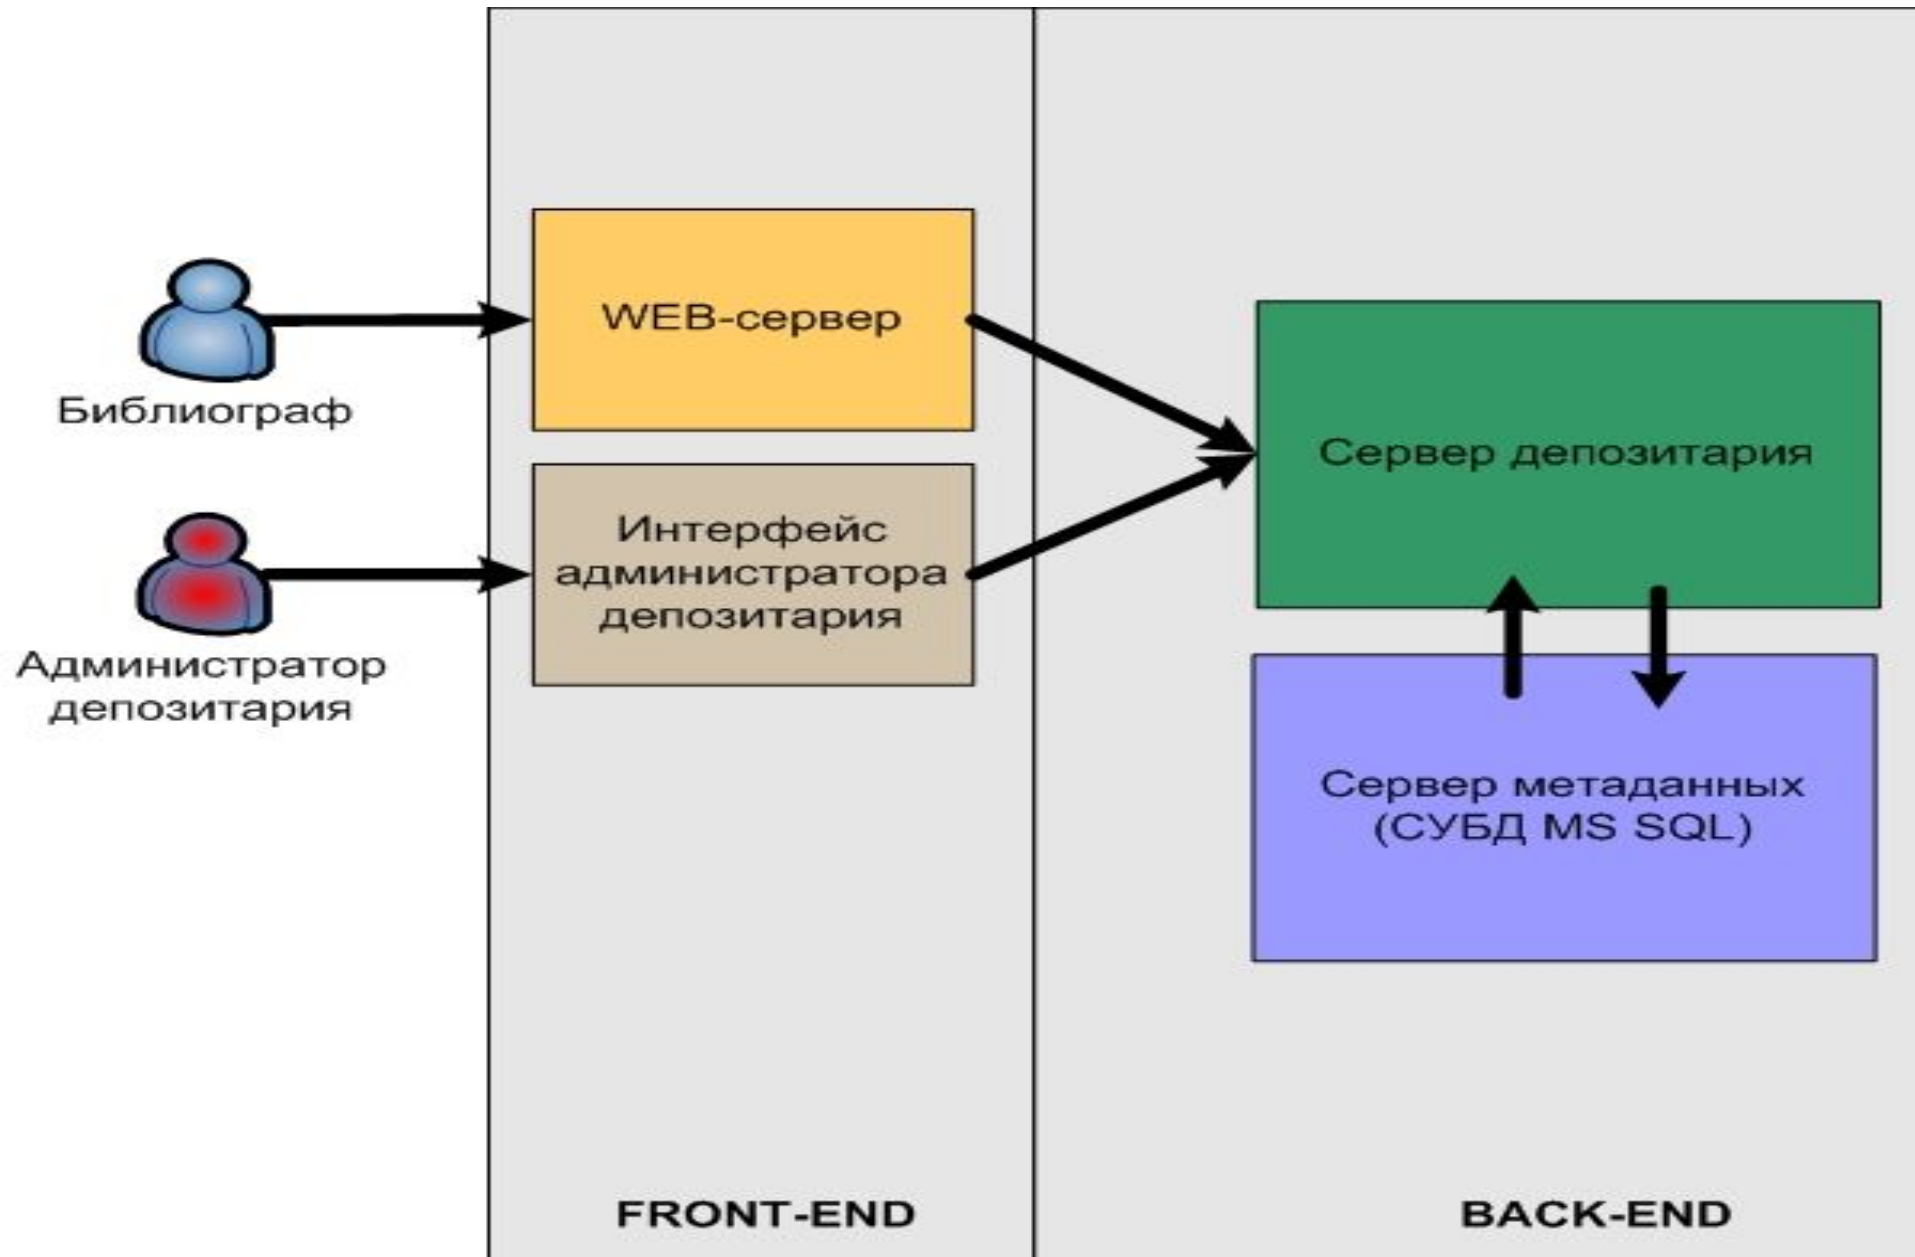 WEB-сервер
Библиограф
Интерфейс
администратора
депозитария
Администратор
депозитария
Сервер депозитария
Сервер метаданных
(СУБД MS SQL)
FRONT-END
BACK-END